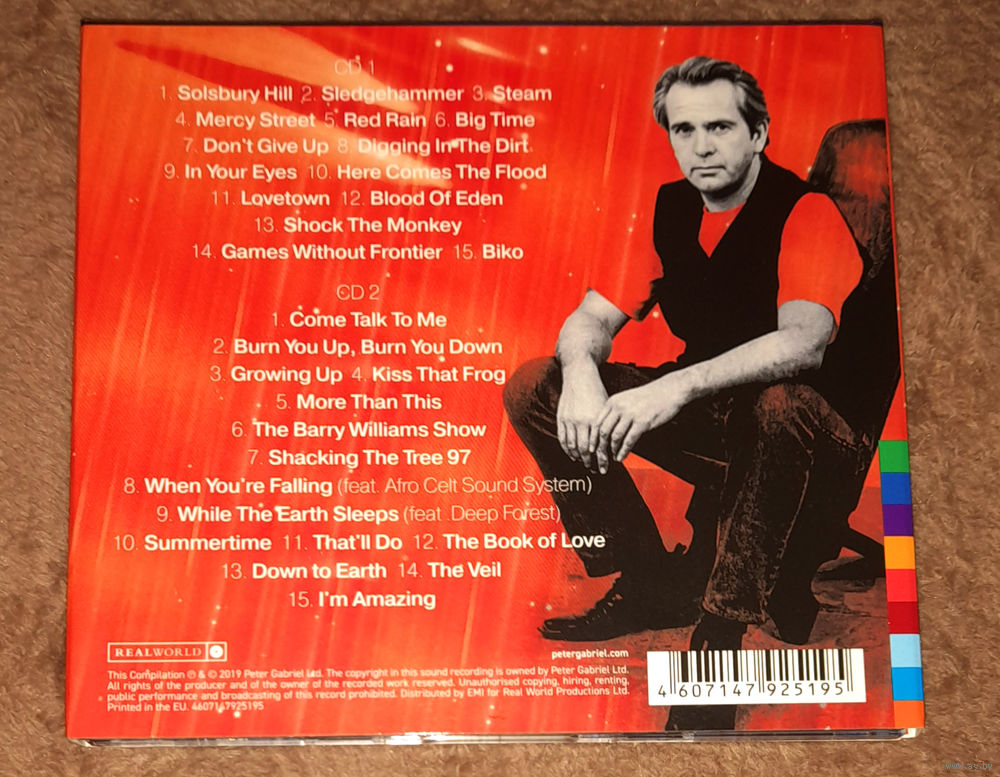 CD 1
1. Solsbury Hill 2. Sledgehammer 3. Steam
4. Mercy Street 5. Red Rain 6. Big Time
7. Don't Give Up 8. Digging In The Dirt
9. In Your Eyes 10. Here Comes The Flood
11. Lovetown 12. Blood Of Eden
13. Shock The Monkey
14. Games Without Frontier 15. Biko
CD 2
1. Come Talk To Me
2. Burn You Up, Burn You Down
3. Growing Up 4. Kiss That Frog
5. More Than This
6. The Barry Williams Show
7. Shacking The Tree 97
8. When You're Falling (feat. Afro Celt Sound System)
9. While The Earth Sleeps (feat. Deep Forest)
10. Summertime 11. That'll Do 12. The Book of Love
13. Down to Earth 14. The Veil
15. I'm Amazing
REALWORLD
petergabriel.com
This Compilation ℗ & © 2019 Peter Gabriel Ltd. The copyright in this sound recording is owned by Peter Gabriel Ltd.
All rights of the producer and of the owner of the recorded work reserved. Unauthorised copying, hiring, renting,
public performance and broadcasting of this record prohibited. Distributed by EMI for Real World Productions Ltd.
Printed in the EU. 4607147925195
4 607147 925195
www.ay.by